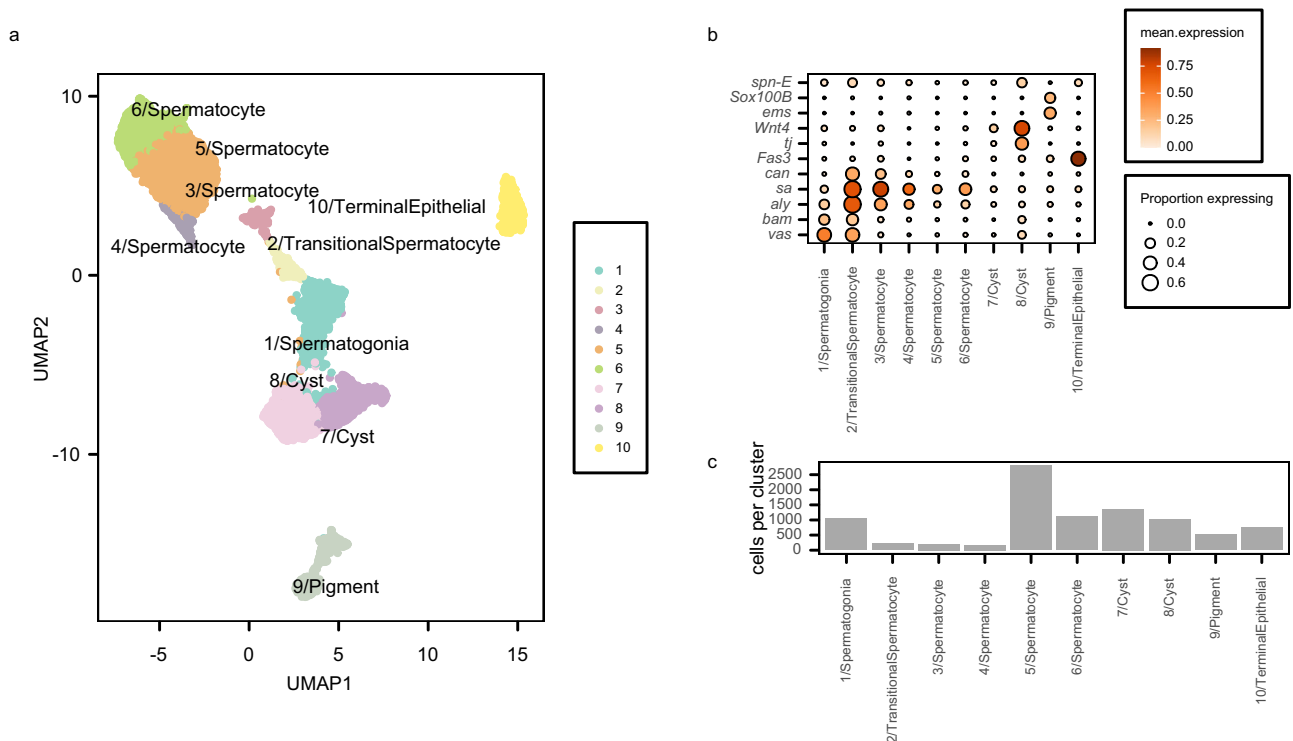 a
UMAP2
10
0
-10
6/Spermatocyte
5/Spermatocyte
3/Spermatocyte
10/TerminalEpithelial
4/Spermatocyte
2/TransitionalSpermatocyte
1/Spermatogonia
8/Cyst
7/Cyst
9/Pigment
-5
0
5
10
15
UMAP1
1
2
3
4
5
6
7
8
9
10
b
spn-E
Sox100B
ems
Wnt4
tj
Fas3
can
sa
aly
bam
vas
1/Spermatogonia
2/TransitionalSpermatocyte
3/Spermatocyte
4/Spermatocyte
5/Spermatocyte
6/Spermatocyte
7/Cyst
8/Cyst
9/Pigment
10/TerminalEpithelial
mean.expression
0.75
0.50
0.25
0.00
Proportion expressing
0.0
0.2
0.4
0.6
c
cells per cluster
2500
2000
1500
1000
500
0
1/Spermatogonia
2/TransitionalSpermatocyte
3/Spermatocyte
4/Spermatocyte
5/Spermatocyte
6/Spermatocyte
7/Cyst
8/Cyst
9/Pigment
10/TerminalEpithelial